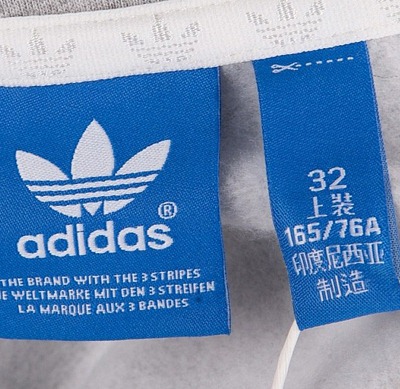 adidas®
THE BRAND WITH THE 3 STRIPES
WELTMARKE MIT DEN 3 STREIFEN
LA MARQUE AUX 3 BANDES
32
上装
165/76A
印度尼西亚
制造